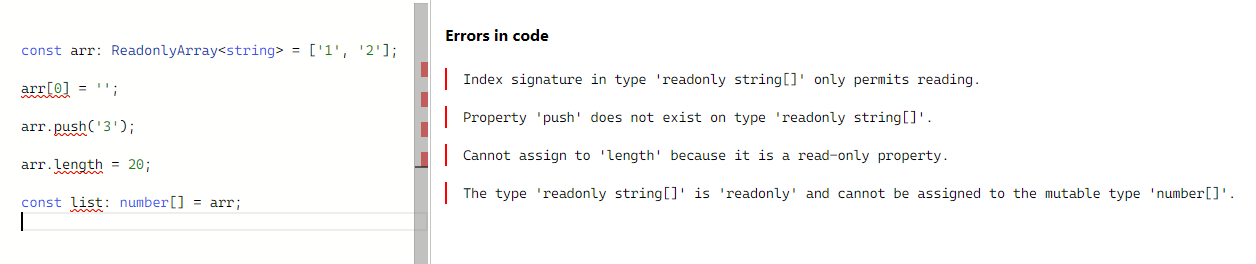 const arr: ReadonlyArray<string> = ['1', '2'];
arr[0] = '';
arr.push('3');
arr.length = 20;
const list: number[] = arr;
Errors in code
Index signature in type 'readonly string[]' only permits reading.
Property 'push' does not exist on type 'readonly string[]'.
Cannot assign to 'length' because it is a read-only property.
The type 'readonly string[]' is 'readonly' and cannot be assigned to the mutable type 'number[]'.